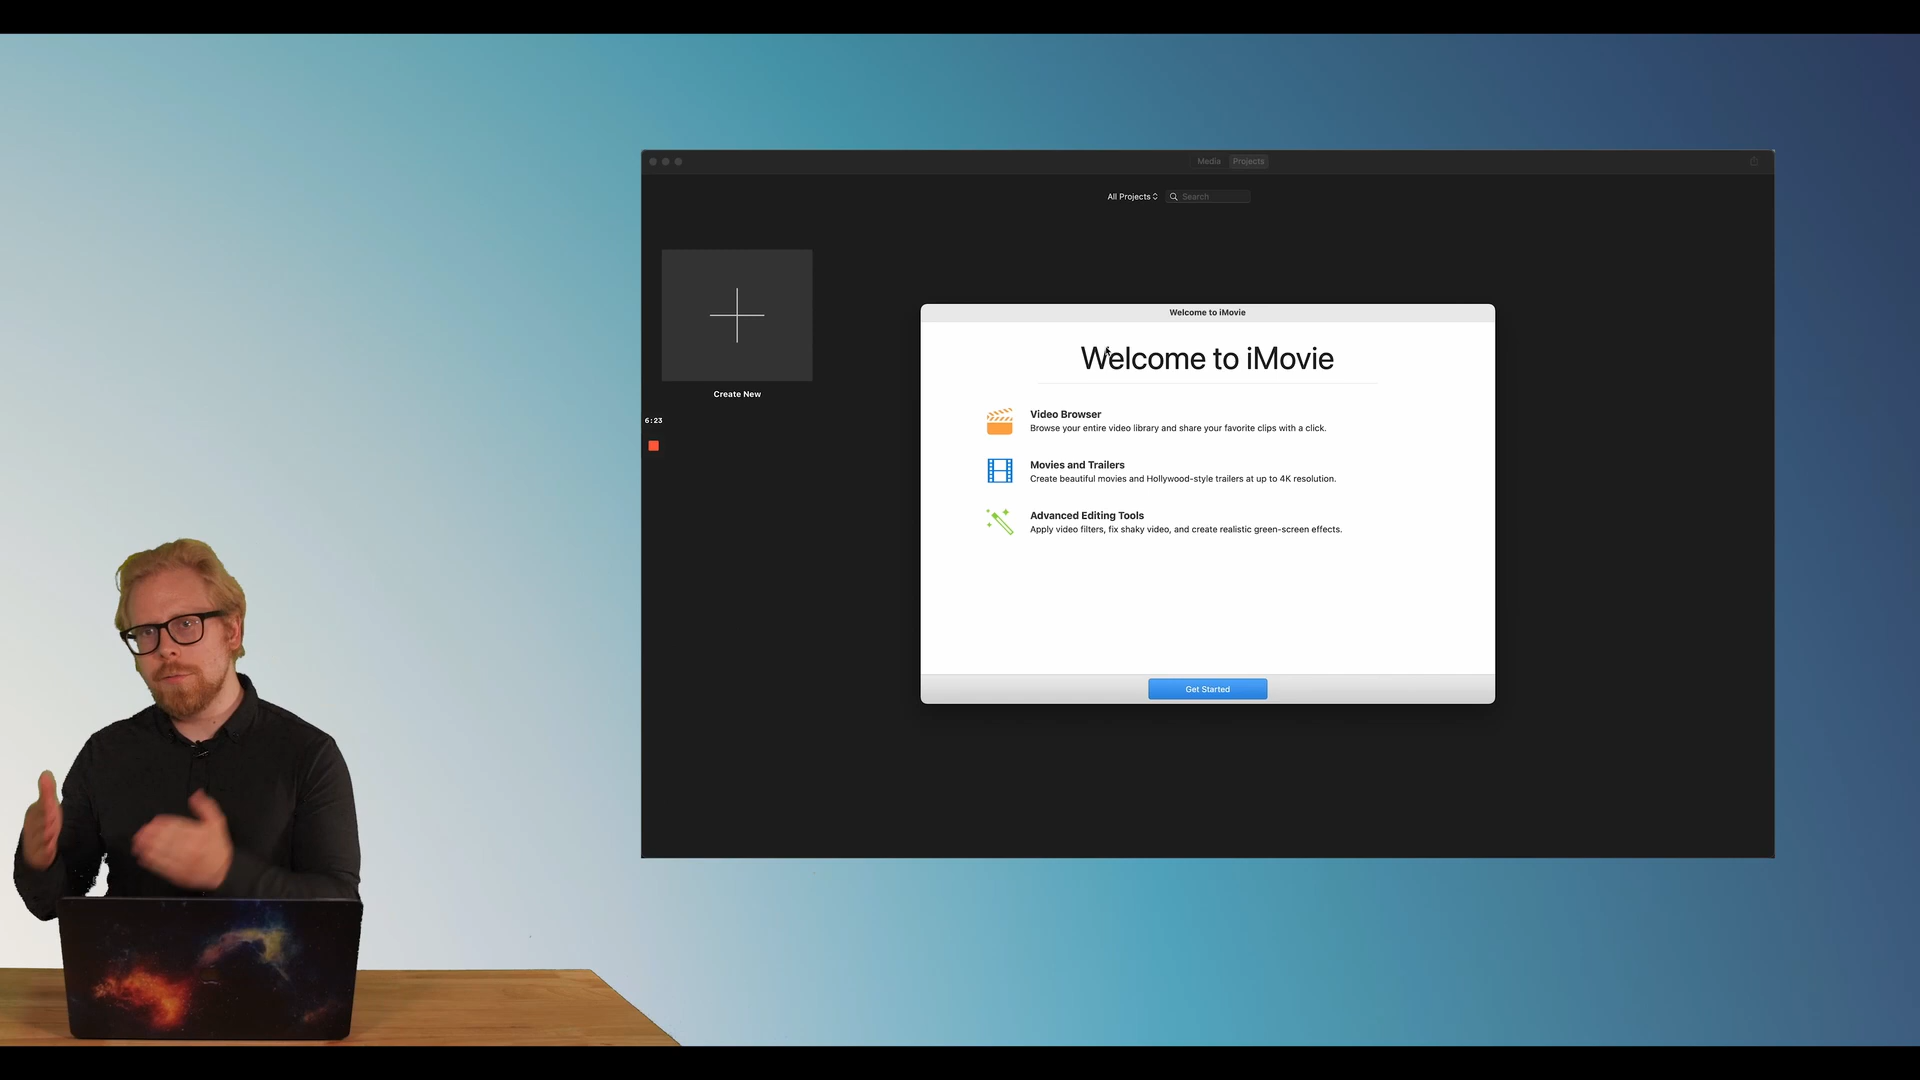 Media Projects
All Projects Search
Create New
6:23
Welcome to iMovie
Welcome to iMovie
Video Browser
Browse your entire video library and share your favorite clips with a click.
Movies and Trailers
Create beautiful movies and Hollywood-style trailers at up to 4K resolution.
Advanced Editing Tools
Apply video filters, fix shaky video, and create realistic green-screen effects.
Get Started